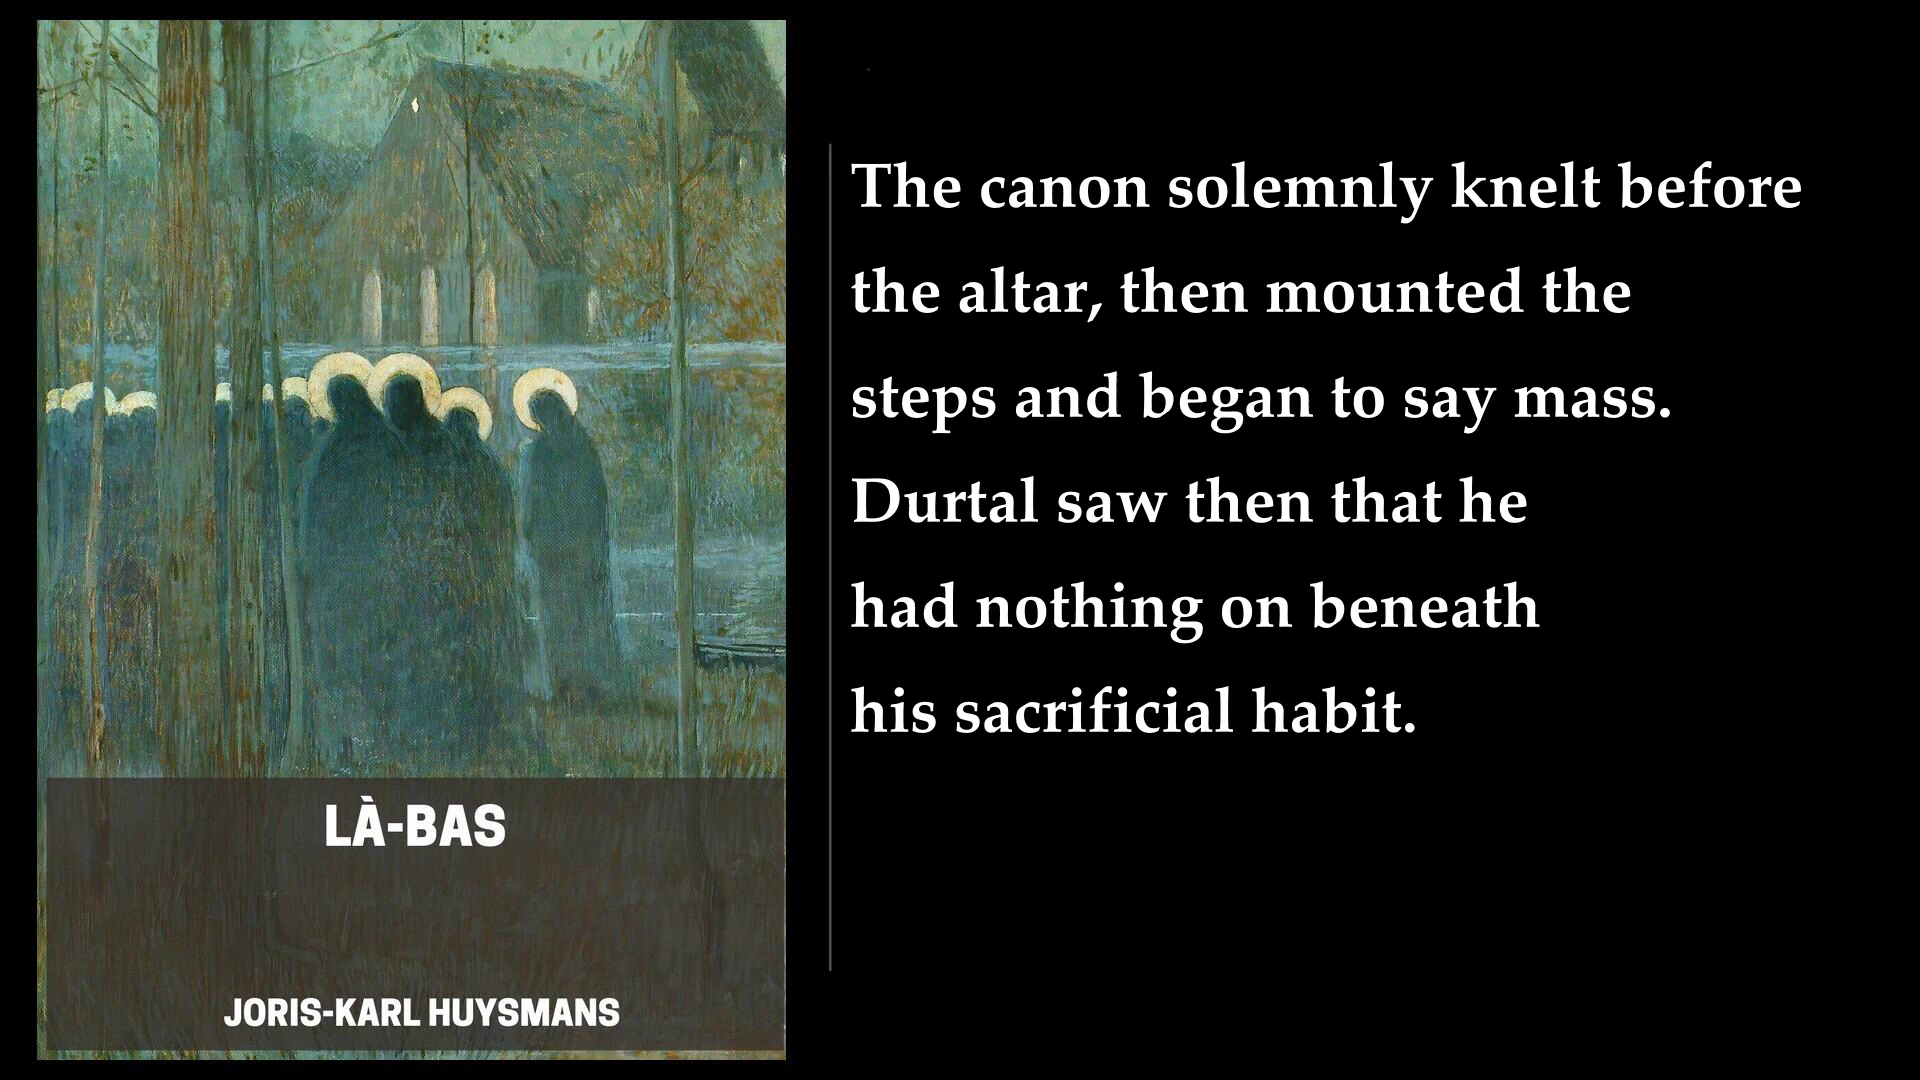 The canon solemnly knelt before
the altar, then mounted the
steps and began to say mass.
Durtal saw then that he
had nothing on beneath
his sacrificial habit.
LÀ-BAS
JORIS-KARL HUYSMANS